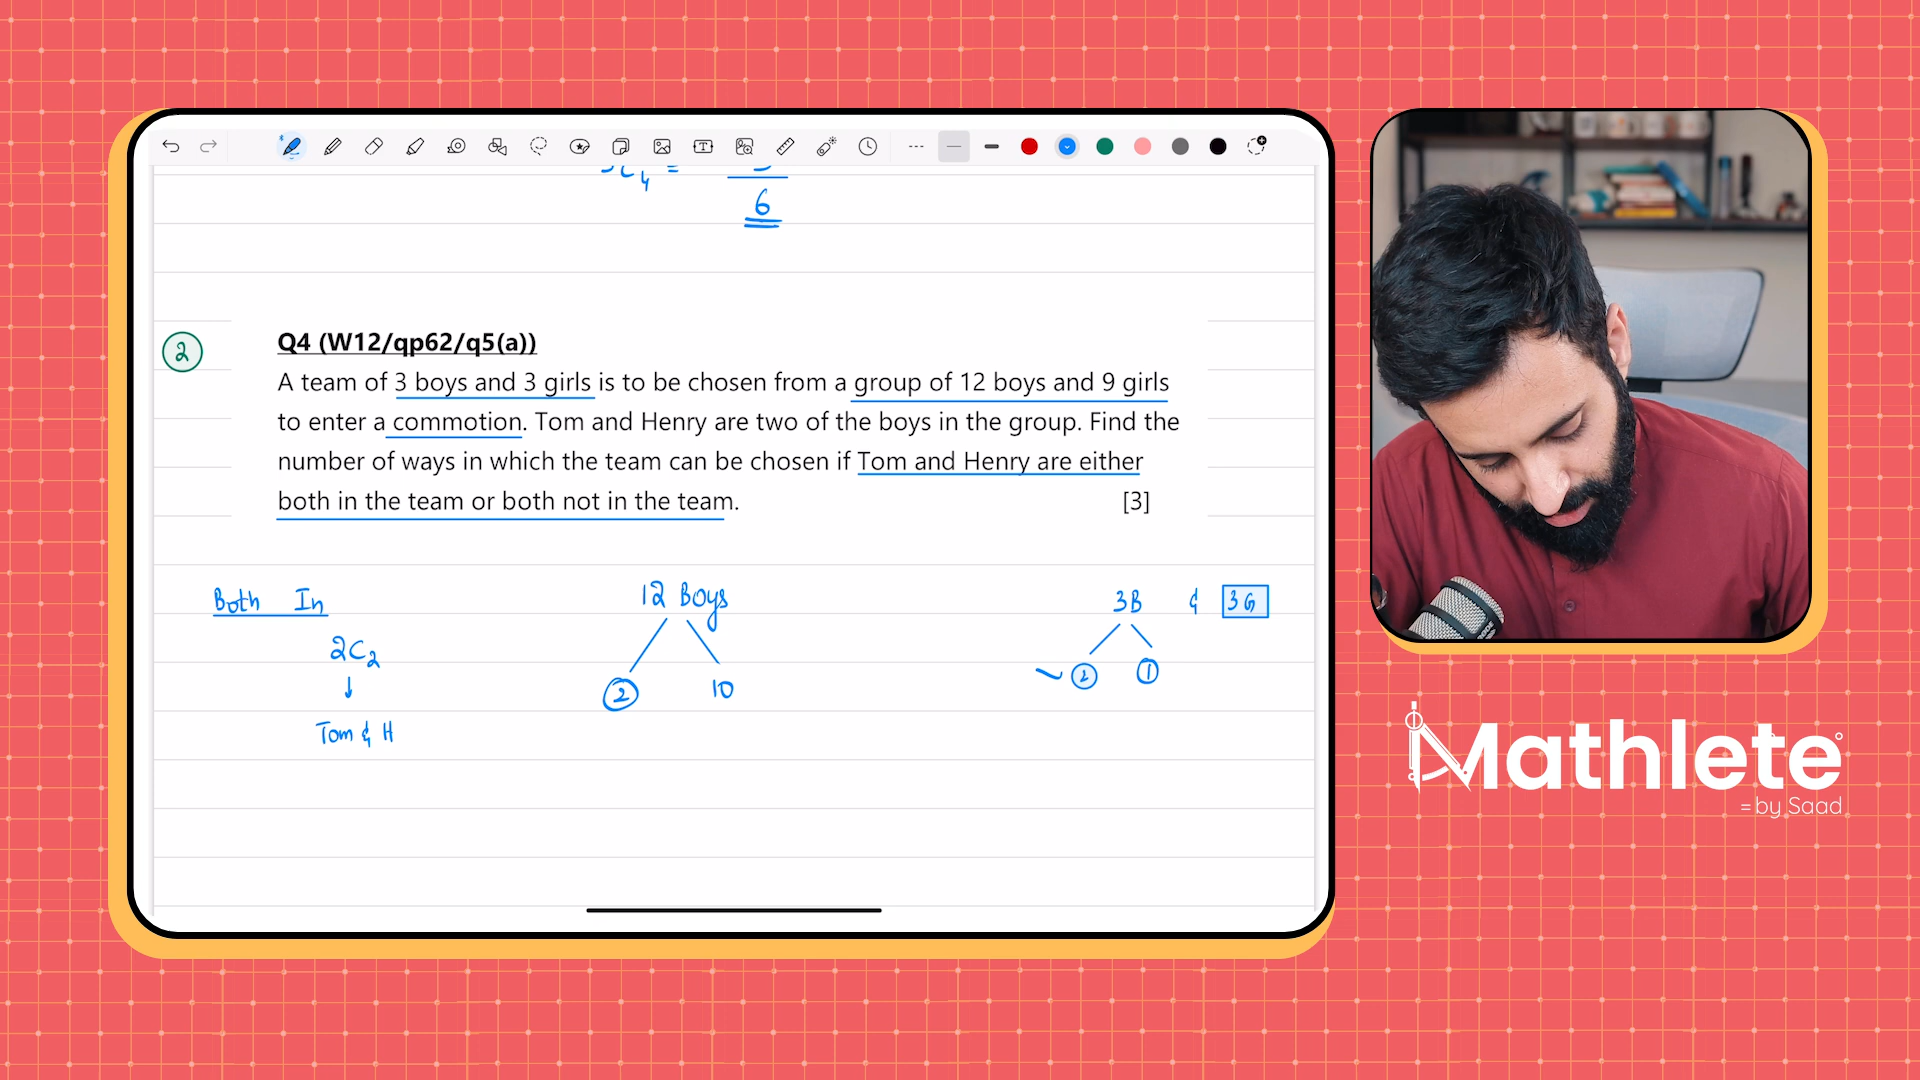 6
2
Q4 (W12/qp62/q5(a))
A team of 3 boys and 3 girls is to be chosen from a group of 12 boys and 9 girls
to enter a commotion. Tom and Henry are two of the boys in the group. Find the
number of ways in which the team can be chosen if Tom and Henry are either
both in the team or both not in the team. [3]
Both In
2C2
↓
Tom & H
12 Boys
2 10
3B & 3G
2 1
Mathlete
= by Saad